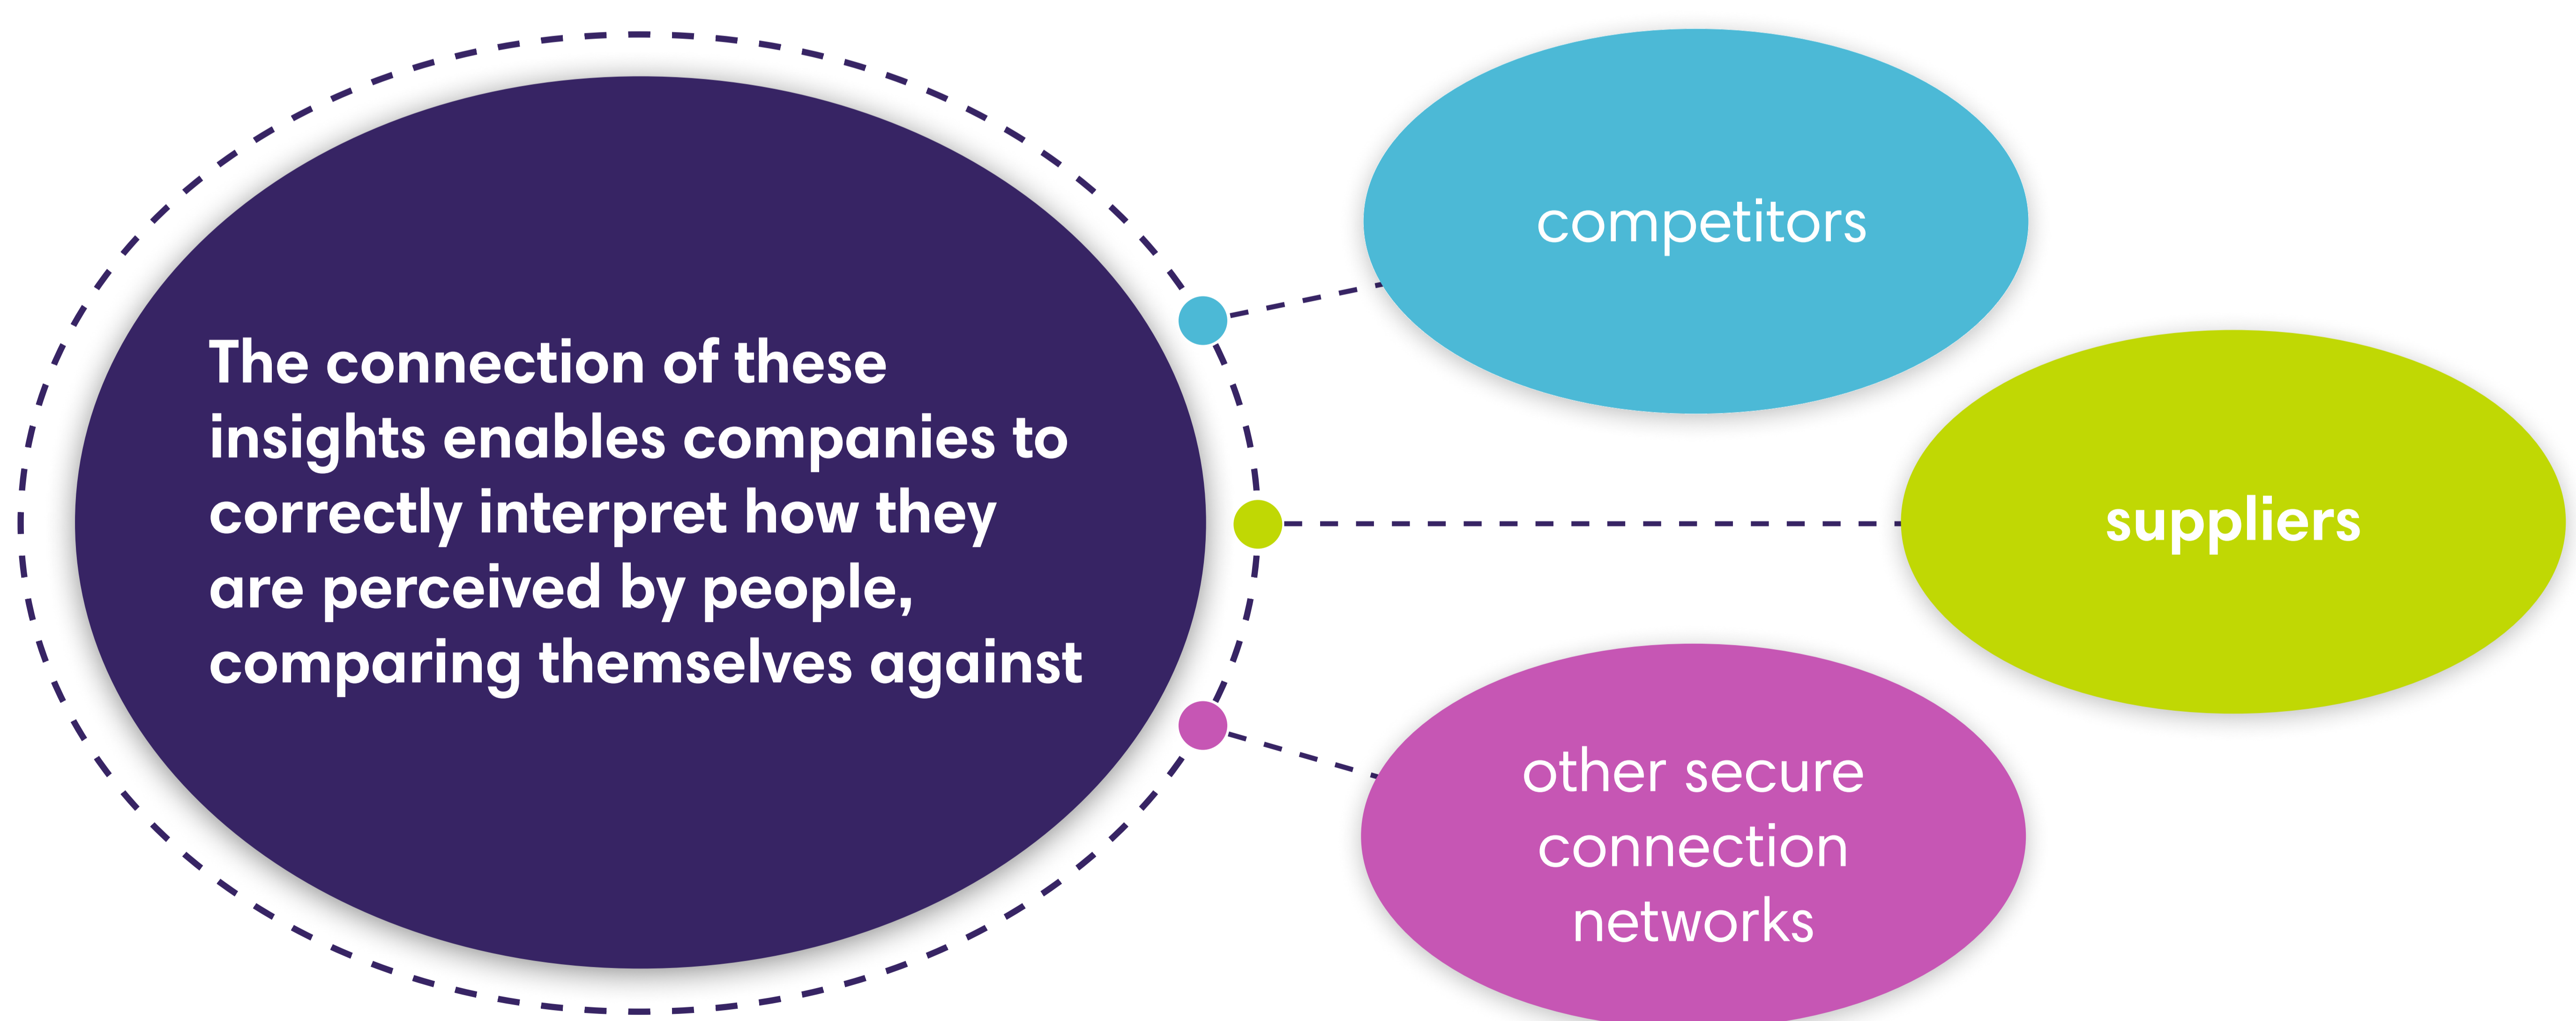 The connection of these
insights enables companies to
correctly interpret how they
are perceived by people,
comparing themselves against
competitors
suppliers
other secure
connection
networks